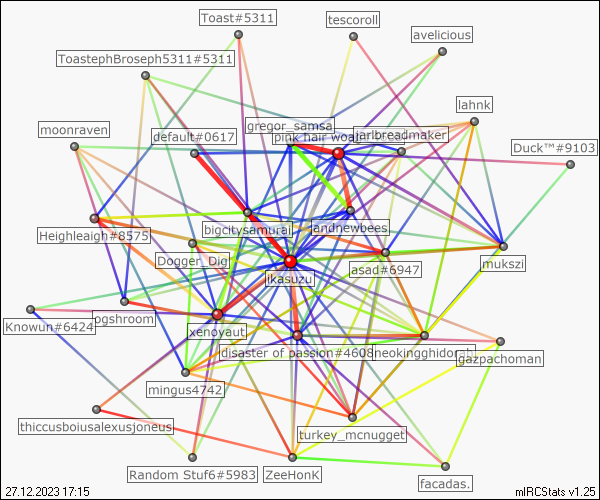 Toast#5311
tescoroll
avelicious
ToastephBroseph5311#5311
lahnk
gregor_samsa
moonraven
default#0617
pink hair woa
jarlbreadmaker
Duck™#9103
Heighleaigh#8575
bigcitysamurai
landnewbees
Dogger_Dig
asad#6947
mukszi
ikasuzu
pgshroom
Knowun#6424
xenoyaut
disaster of passion#4608
neokingghidorah
gazpachoman
mingus4742
thiccusboiusalexusjoneus
turkey_mcnugget
Random Stuf6#5983
ZeeHonK
facadas.
27.12.2023 17:15
mIRCStats v1.25